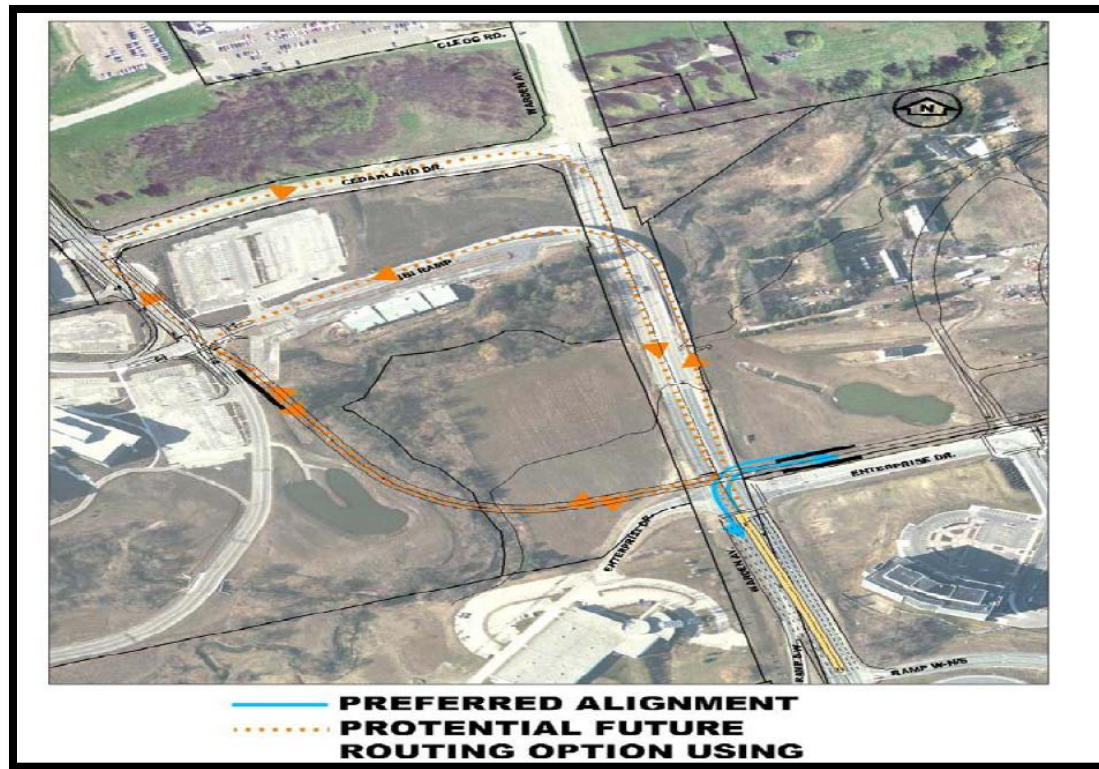 CLEGG RD.
WARDEN AV
N
CEDARLAND DR.
IBI RAMP
ENTERPRISE DR.
ENTERPRISE DR.
WARDEN AV.
RAMP W-N/S
PREFERRED ALIGNMENT
PROTENTIAL FUTURE
ROUTING OPTION USING